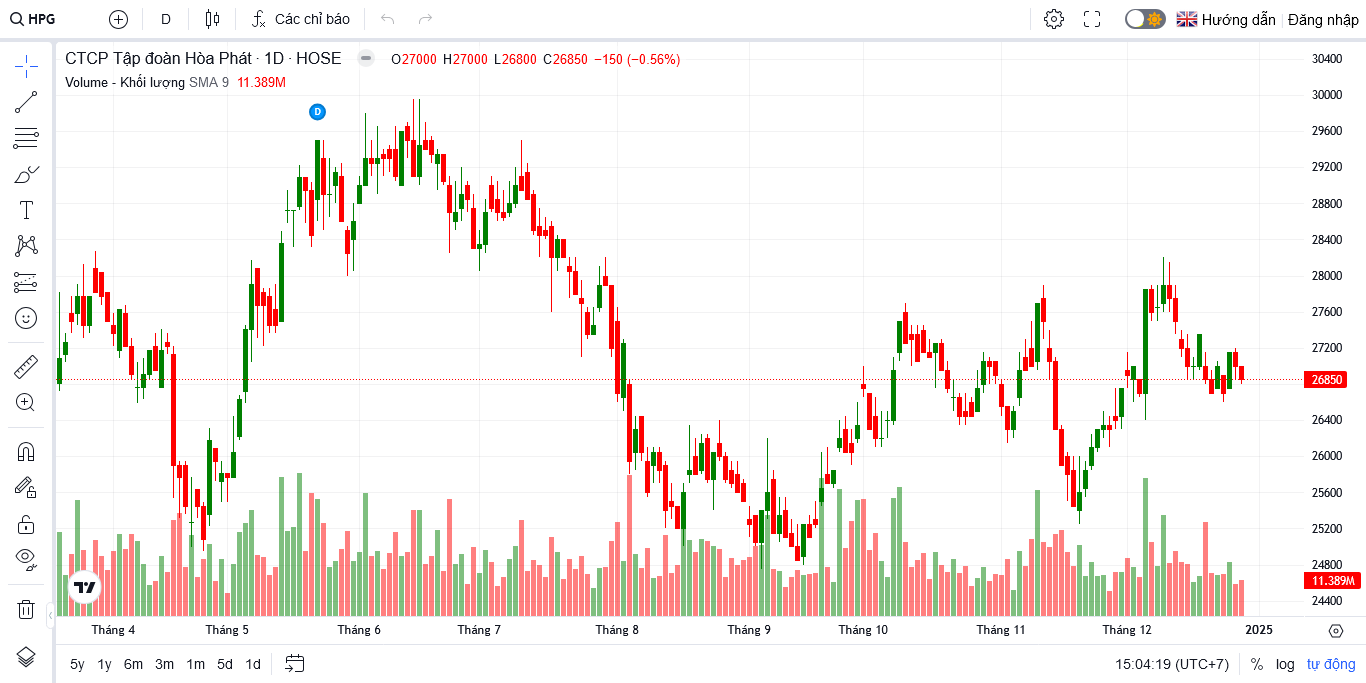 HPG D Các chỉ báo Hướng dẫn Đăng nhập
CTCP Tập đoàn Hòa Phát · 1D · HOSE O27000 H27000 L26800 C26850 −150 (−0.56%)
Volume - Khối lượng SMA 9 11.389M
D
30400
30000
29600
29200
28800
28400
28000
27600
27200
26850
26400
26000
25600
25200
24800
11.389M
24400
Tháng 4 Tháng 5 Tháng 6 Tháng 7 Tháng 8 Tháng 9 Tháng 10 Tháng 11 Tháng 12 2025
5y 1y 6m 3m 1m 5d 1d 15:04:19 (UTC+7) % log tự động